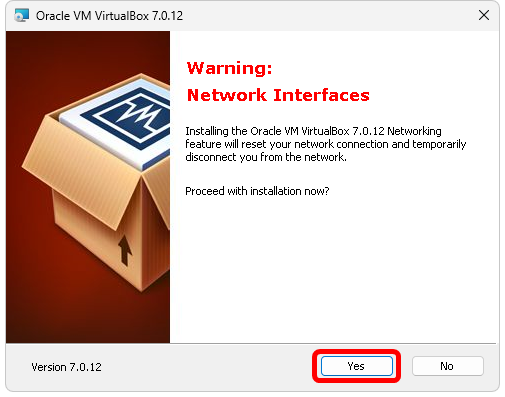 Oracle VM VirtualBox 7.0.12
Warning:
Network Interfaces
Installing the Oracle VM VirtualBox 7.0.12 Networking
feature will reset your network connection and temporarily
disconnect you from the network.
Proceed with installation now?
Version 7.0.12
Yes
No